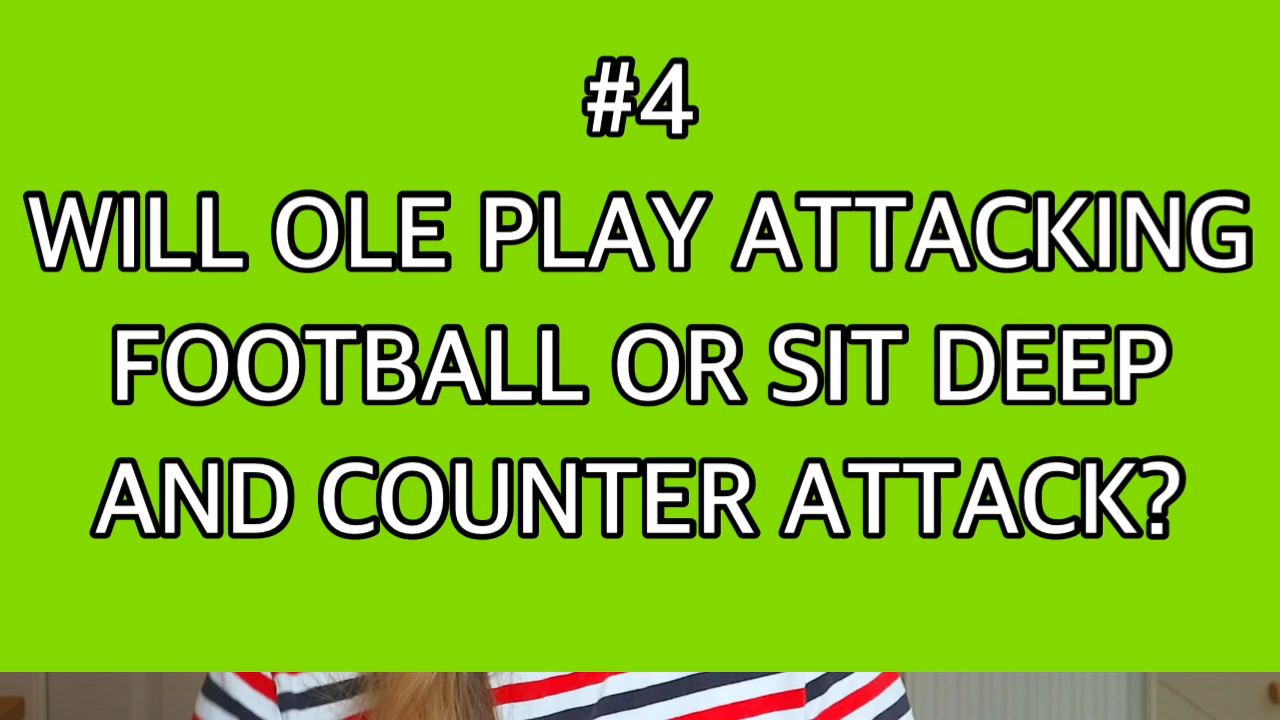 #4
WILL OLE PLAY ATTACKING
FOOTBALL OR SIT DEEP
AND COUNTER ATTACK?